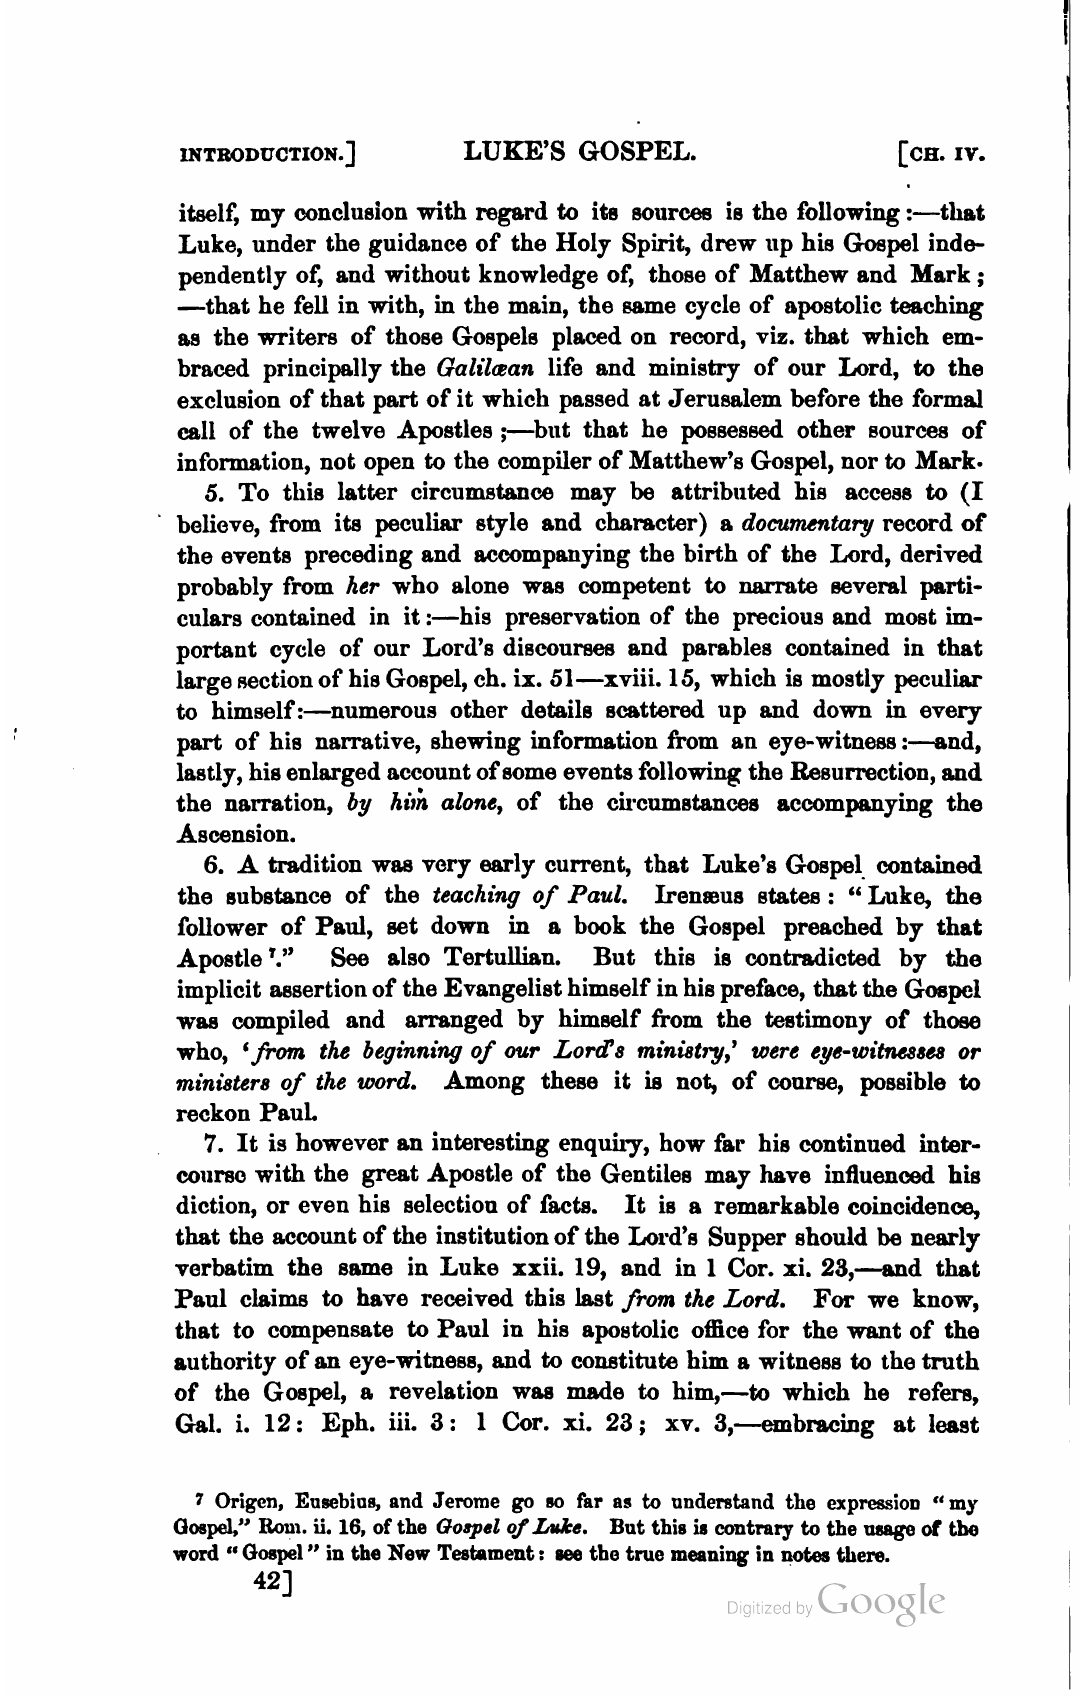 INTRODUCTION.] LUKE'S GOSPEL. [CH. IV.
itself, my conclusion with regard to its sources is the following:—that
Luke, under the guidance of the Holy Spirit, drew up his Gospel inde-
pendently of, and without knowledge of, those of Matthew and Mark;
—that he fell in with, in the main, the same cycle of apostolic teaching
as the writers of those Gospels placed on record, viz. that which em-
braced principally the Galilæan life and ministry of our Lord, to the
exclusion of that part of it which passed at Jerusalem before the formal
call of the twelve Apostles;—but that he possessed other sources of
information, not open to the compiler of Matthew's Gospel, nor to Mark.
5. To this latter circumstance may be attributed his access to (I
believe, from its peculiar style and character) a documentary record of
the events preceding and accompanying the birth of the Lord, derived
probably from her who alone was competent to narrate several parti-
culars contained in it:—his preservation of the precious and most im-
portant cycle of our Lord's discourses and parables contained in that
large section of his Gospel, ch. ix. 51—xviii. 15, which is mostly peculiar
to himself:—numerous other details scattered up and down in every
part of his narrative, shewing information from an eye-witness:—and,
lastly, his enlarged account of some events following the Resurrection, and
the narration, by him alone, of the circumstances accompanying the
Ascension.
6. A tradition was very early current, that Luke's Gospel contained
the substance of the teaching of Paul. Irenæus states: "Luke, the
follower of Paul, set down in a book the Gospel preached by that
Apostle 7." See also Tertullian. But this is contradicted by the
implicit assertion of the Evangelist himself in his preface, that the Gospel
was compiled and arranged by himself from the testimony of those
who, 'from the beginning of our Lord's ministry,' were eye-witnesses or
ministers of the word. Among these it is not, of course, possible to
reckon Paul.
7. It is however an interesting enquiry, how far his continued inter-
course with the great Apostle of the Gentiles may have influenced his
diction, or even his selection of facts. It is a remarkable coincidence,
that the account of the institution of the Lord's Supper should be nearly
verbatim the same in Luke xxii. 19, and in 1 Cor. xi. 23,—and that
Paul claims to have received this last from the Lord. For we know,
that to compensate to Paul in his apostolic office for the want of the
authority of an eye-witness, and to constitute him a witness to the truth
of the Gospel, a revelation was made to him,—to which he refers,
Gal. i. 12: Eph. iii. 3: 1 Cor. xi. 23; xv. 3,—embracing at least
7 Origen, Eusebius, and Jerome go so far as to understand the expression "my
Gospel," Rom. ii. 16, of the Gospel of Luke. But this is contrary to the usage of the
word "Gospel" in the New Testament: see the true meaning in notes there.
42]
Digitized by Google